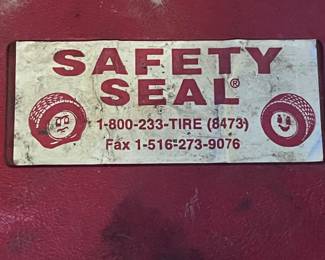 SAFETY
SEAL®
1-800-233-TIRE (8473)
Fax 1-516-273-9076